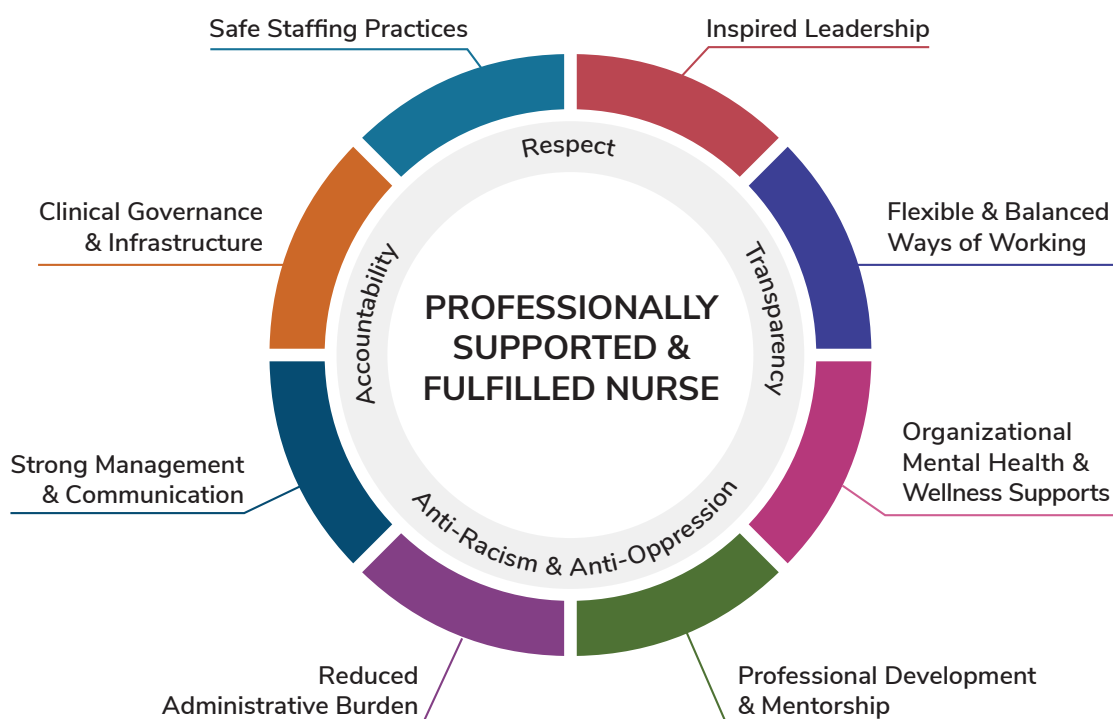 Safe Staffing Practices
Inspired Leadership
Respect
Clinical Governance
& Infrastructure
Flexible & Balanced
Ways of Working
Accountability
Transparency
PROFESSIONALLY
SUPPORTED &
FULFILLED NURSE
Strong Management
& Communication
Organizational
Mental Health &
Wellness Supports
Anti-Racism & Anti-Oppression
Reduced
Administrative Burden
Professional Development
& Mentorship